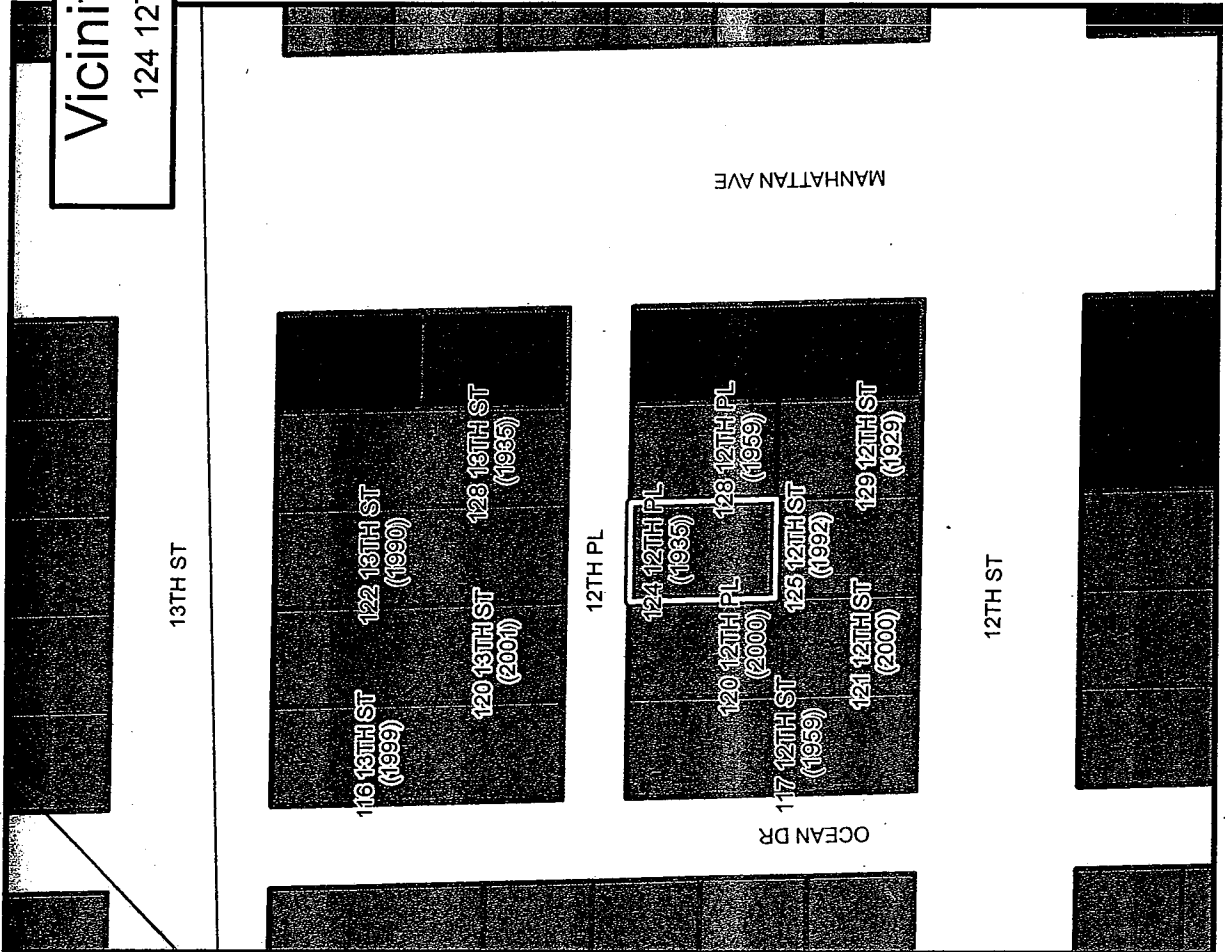 Vicini
124 127
13TH ST
MANHATTAN AVE
116 13TH ST
(1999)
122 13TH ST
(1990)
120 13TH ST
(2001)
128 13TH ST
(1935)
12TH PL
124 12TH PL
(1935)
120 12TH PL
(2000)
128 12TH PL
(1959)
117 12TH ST
(1959)
125 12TH ST
(1992)
121 12TH ST
(2000)
129 12TH ST
(1929)
OCEAN DR
12TH ST